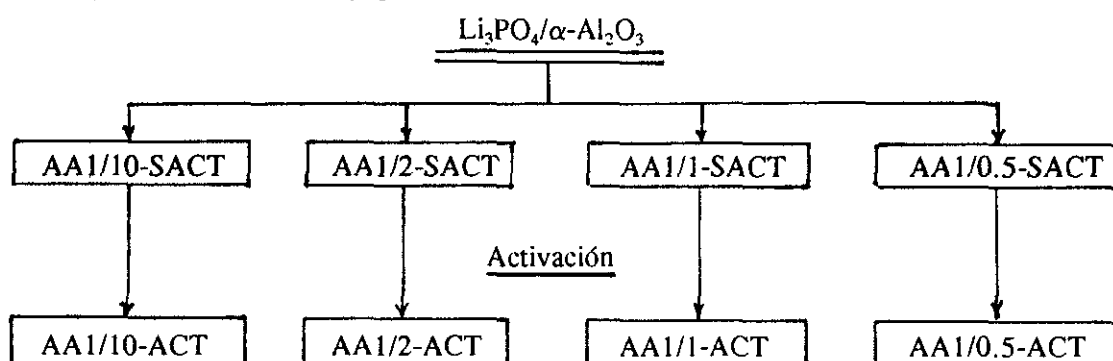 Li₃PO₄/α-Al₂O₃
AA1/10-SACT AA1/2-SACT AA1/1-SACT AA1/0.5-SACT
Activación
AA1/10-ACT AA1/2-ACT AA1/1-ACT AA1/0.5-ACT